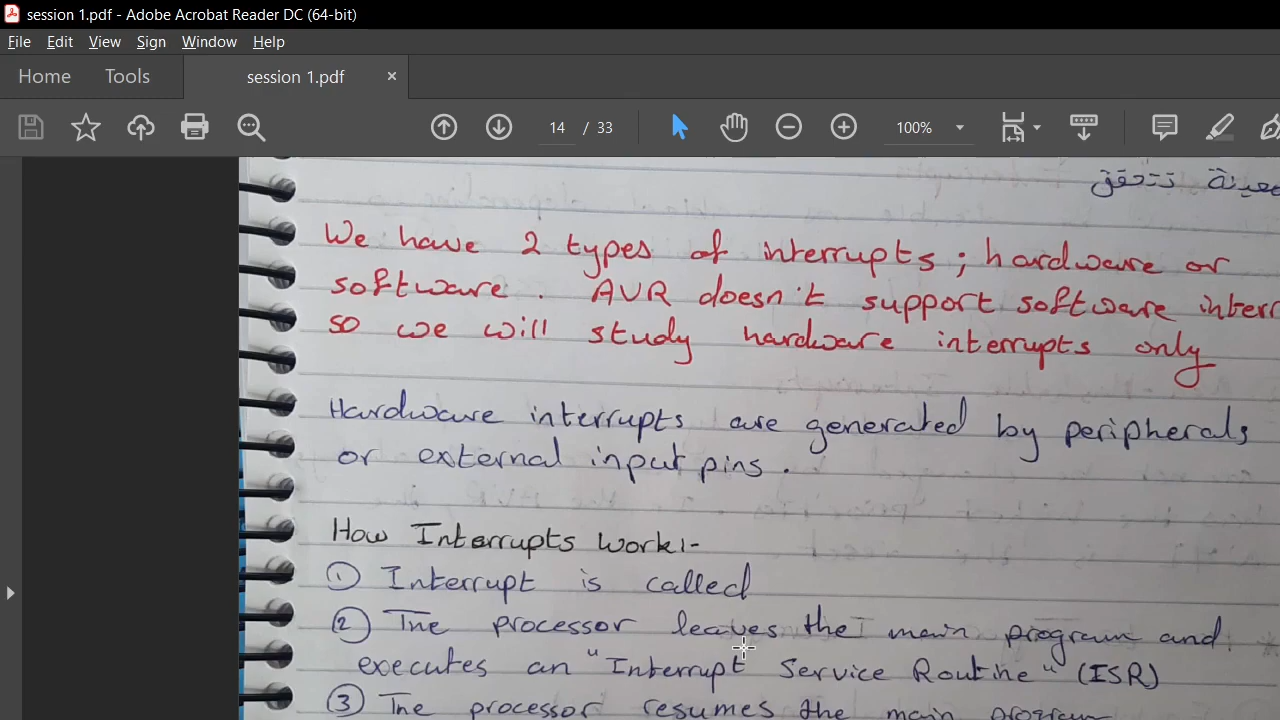 session 1.pdf - Adobe Acrobat Reader DC (64-bit)
File Edit View Sign Window Help
Home Tools session 1.pdf ×
14 / 33 100%
تتحقق
We have 2 types of interrupts; hardware or
software. AVR doesn't support software interr
so we will study hardware interrupts only
Hardware interrupts are generated by peripherals
or external input pins.
How Interrupts Work:-
① Interrupt is called
② The processor leaves the main program and
executes an "Interrupt Service Routine" (ISR)
③ The processor resumes the main program